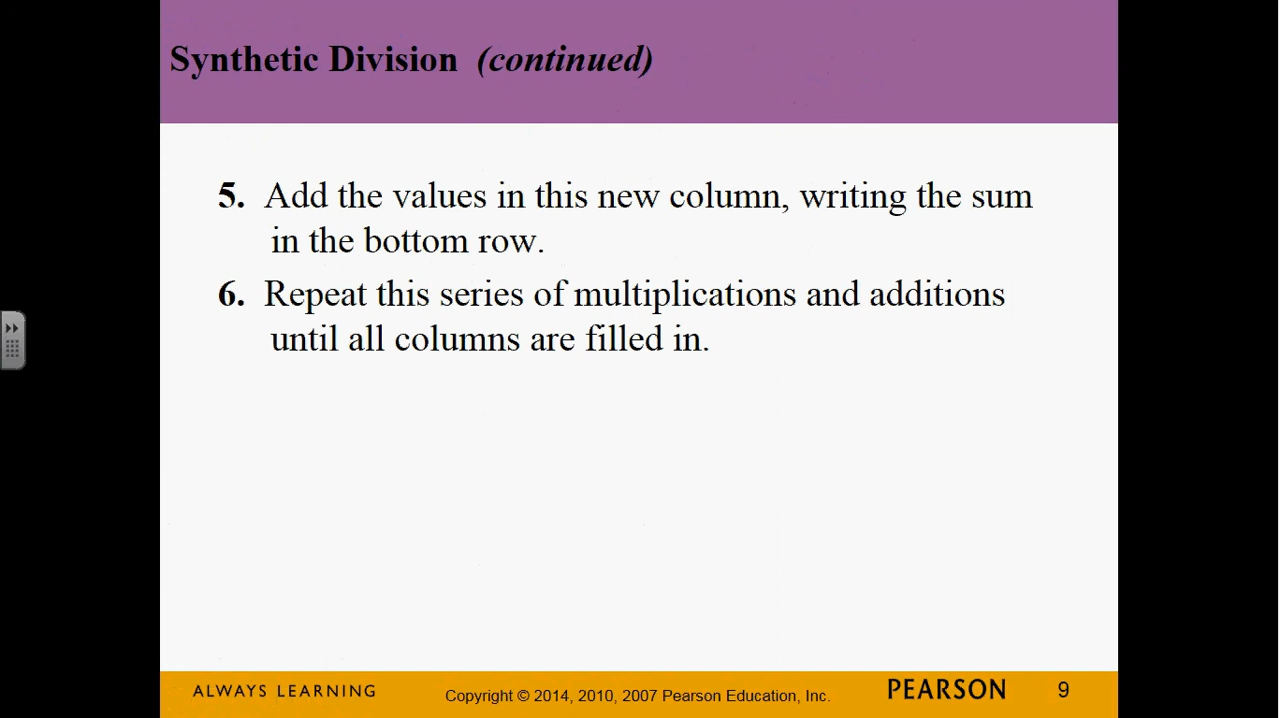 Synthetic Division (continued)
5. Add the values in this new column, writing the sum
in the bottom row.
6. Repeat this series of multiplications and additions
until all columns are filled in.
ALWAYS LEARNING
Copyright © 2014, 2010, 2007 Pearson Education, Inc.
PEARSON
9